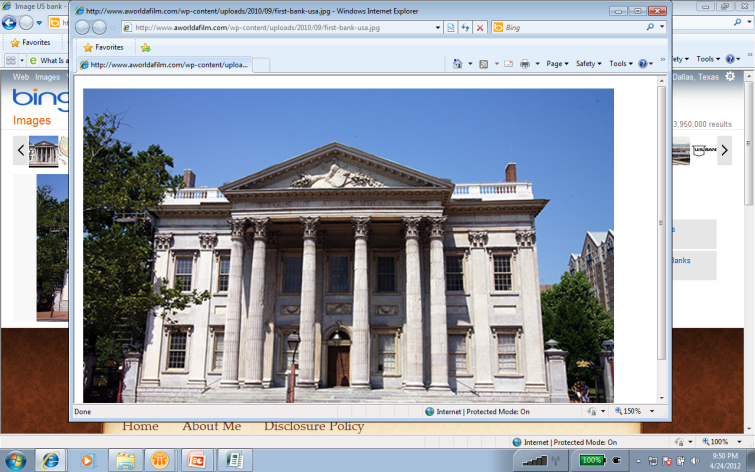 Image US bank -
http://www.aworldafilm.com/wp-content/uploads/2010/09/first-bank-usa.jpg - Windows Internet Explorer
http://www.aworldafilm.com/wp-content/uploads/2010/09/first-bank-usa.jpg
Bing
Favorites
Favorites
What Is a
http://www.aworldafilm.com/wp-content/uploa...
Page
Safety
Tools
Tools
Web Images
Dallas, Texas
bing
Images
3,950,000 results
Banks
Done
Internet | Protected Mode: On
150%
Home About Me Disclosure Policy
Internet | Protected Mode: On
100%
100%
9:50 PM
4/24/2012